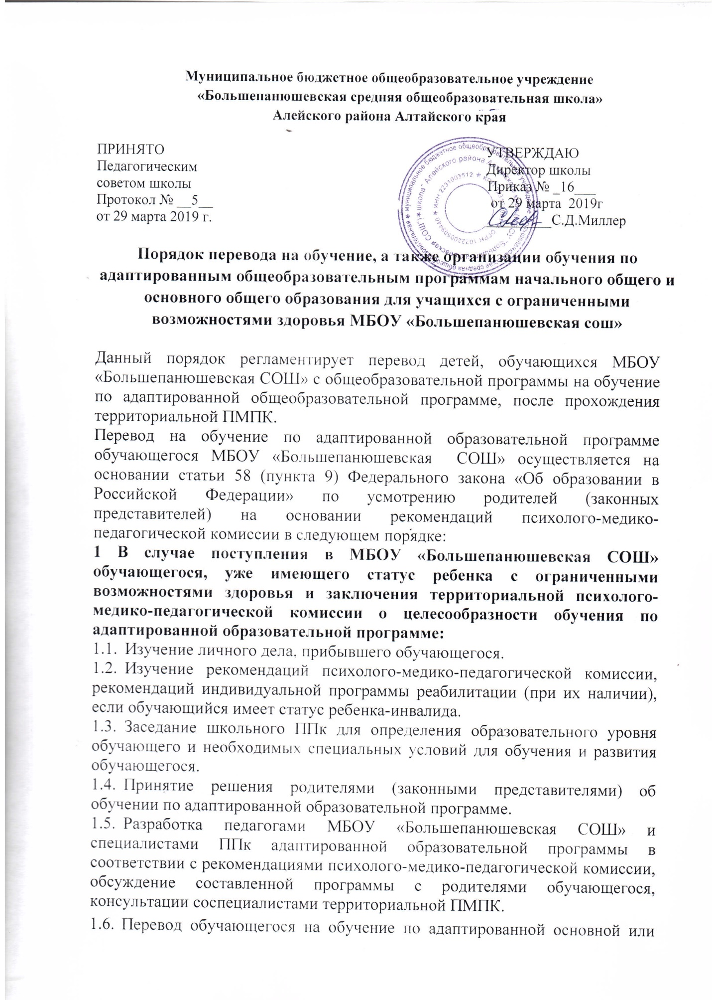 Муниципальное бюджетное общеобразовательное учреждение
«Большепанюшевская средняя общеобразовательная школа»
Алейского района Алтайского края
ПРИНЯТО
Педагогическим
советом школы
Протокол № __5__
от 29 марта 2019 г.
УТВЕРЖДАЮ
Директор школы
Приказ № _16___
от 29 марта 2019г
_________С.Д.Миллер
муниципальное бюджетное общеобразовательное учреждение
школа" Алейского района
ИНН 2231003512
ОГРН 1022200509440
Порядок перевода на обучение, а также организации обучения по
адаптированным общеобразовательным программам начального общего и
основного общего образования для учащихся с ограниченными
возможностями здоровья МБОУ «Большепанюшевская сош»
Данный порядок регламентирует перевод детей, обучающихся МБОУ
«Большепанюшевская СОШ» с общеобразовательной программы на обучение
по адаптированной общеобразовательной программе, после прохождения
территориальной ПМПК.
Перевод на обучение по адаптированной образовательной программе
обучающегося МБОУ «Большепанюшевская СОШ» осуществляется на
основании статьи 58 (пункта 9) Федерального закона «Об образовании в
Российской Федерации» по усмотрению родителей (законных
представителей) на основании рекомендаций психолого-медико-
педагогической комиссии в следующем порядке:
1 В случае поступления в МБОУ «Большепанюшевская СОШ»
обучающегося, уже имеющего статус ребенка с ограниченными
возможностями здоровья и заключения территориальной психолого-
медико-педагогической комиссии о целесообразности обучения по
адаптированной образовательной программе:
1.1. Изучение личного дела, прибывшего обучающегося.
1.2. Изучение рекомендаций психолого-медико-педагогической комиссии,
рекомендаций индивидуальной программы реабилитации (при их наличии),
если обучающийся имеет статус ребенка-инвалида.
1.3. Заседание школьного ППк для определения образовательного уровня
обучающего и необходимых специальных условий для обучения и развития
обучающегося.
1.4. Принятие решения родителями (законными представителями) об
обучении по адаптированной образовательной программе.
1.5. Разработка педагогами МБОУ «Большепанюшевская СОШ» и
специалистами ППк адаптированной образовательной программы в
соответствии с рекомендациями психолого-медико-педагогической комиссии,
обсуждение составленной программы с родителями обучающегося,
консультации соспециалистами территориальной ПМПК.
1.6. Перевод обучающегося на обучение по адаптированной основной или